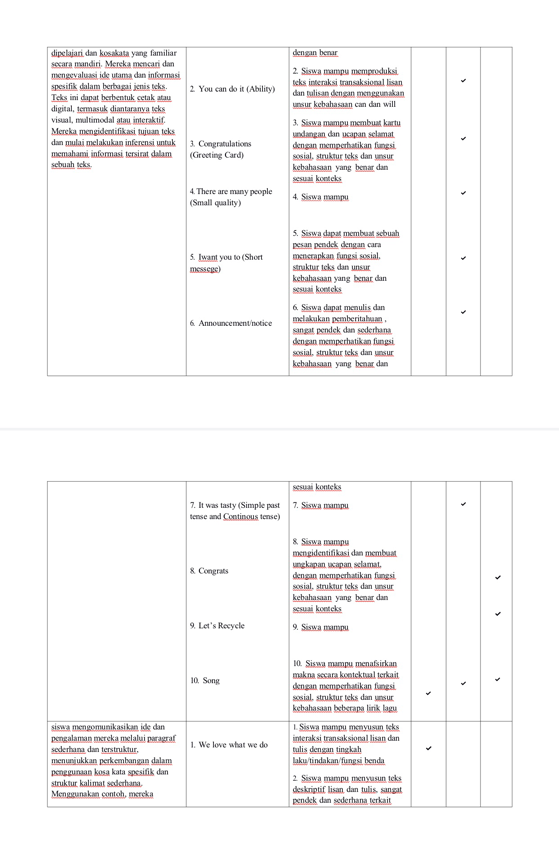 dipelajari dan kosakata yang familiar
secara mandiri. Mereka mencari dan
mengevaluasi ide utama dan informasi
spesifik dalam berbagai jenis teks.
Teks ini dapat berbentuk cetak atau
digital, termasuk diantaranya teks
visual, multimodal atau interaktif.
Mereka mengidentifikasi tujuan teks
dan mulai melakukan inferensi untuk
memahami informasi tersirat dalam
sebuah teks.
2. You can do it (Ability)
3. Congratulations
(Greeting Card)
4.There are many people
(Small quality)
5. Iwant you to (Short
messege)
6. Announcement/notice
dengan benar
2. Siswa mampu memproduksi
teks interaksi transaksional lisan
dan tulisan dengan menggunakan
unsur kebahasaan can dan will
3. Siswa mampu membuat kartu
undangan dan ucapan selamat
dengan memperhatikan fungsi
sosial, struktur teks dan unsur
kebahasaan yang benar dan
sesuai konteks
4. Siswa mampu
5. Siswa dapat membuat sebuah
pesan pendek dengan cara
menerapkan fungsi sosial,
struktur teks dan unsur
kebahasaan yang benar dan
sesuai konteks
6. Siswa dapat menulis dan
melakukan pemberitahuan ,
sangat pendek dan sederhana
dengan memperhatikan fungsi
sosial, struktur teks dan unsur
kebahasaan yang benar dan
7. It was tasty (Simple past
tense and Continous tense)
8. Congrats
9. Let’s Recycle
10. Song
sesuai konteks
7. Siswa mampu
8. Siswa mampu
mengidentifikasi dan membuat
ungkapan ucapan selamat,
dengan memperhatikan fungsi
sosial, struktur teks dan unsur
kebahasaan yang benar dan
sesuai konteks
9. Siswa mampu
10. Siswa mampu menafsirkan
makna secara kontektual terkait
dengan memperhatikan fungsi
sosial, struktur teks dan unsur
kebahasaan beberapa lirik lagu
siswa mengomunikasikan ide dan
pengalaman mereka melalui paragraf
sederhana dan terstruktur,
menunjukkan perkembangan dalam
penggunaan kosa kata spesifik dan
struktur kalimat sederhana.
Menggunakan contoh, mereka
1. We love what we do
1. Siswa mampu menyusun teks
interaksi transaksional lisan dan
tulis dengan tingkah
laku/tindakan/fungsi benda
2. Siswa mampu menyusun teks
deskriptif lisan dan tulis, sangat
pendek dan sederhana terkait